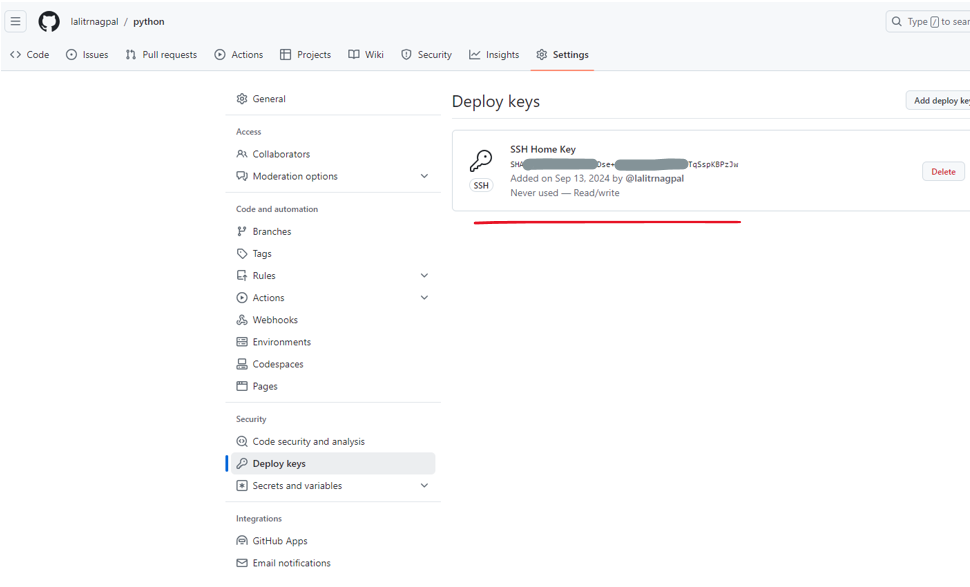 lalitrnagpal / python
Type / to sear
Code Issues Pull requests Actions Projects Wiki Security Insights Settings
General
Access
Collaborators
Moderation options
Code and automation
Branches
Tags
Rules
Actions
Webhooks
Environments
Codespaces
Pages
Security
Code security and analysis
Deploy keys
Secrets and variables
Integrations
GitHub Apps
Email notifications
Deploy keys
Add deploy key
SSH Home Key
SHA Dse+ TqSspKBPzJw
Added on Sep 13, 2024 by @lalitrnagpal
Never used — Read/write
SSH
Delete